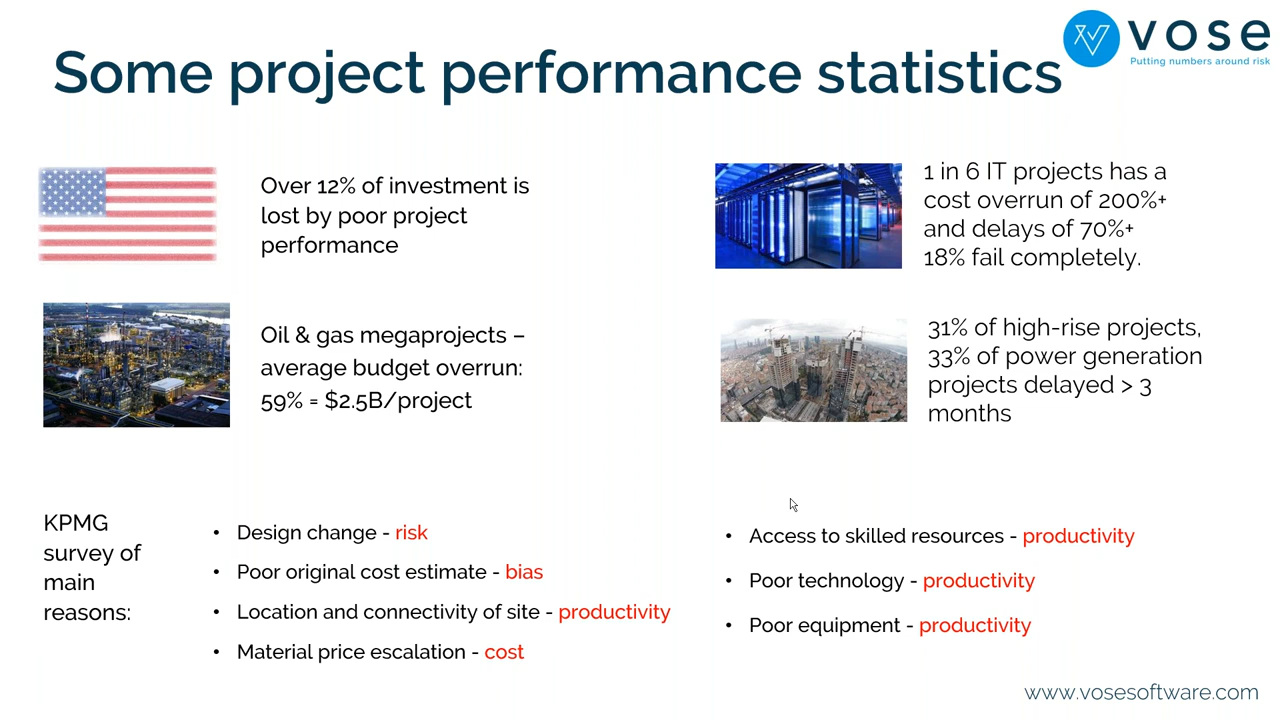 vose
Putting numbers around risk
Some project performance statistics
Over 12% of investment is
lost by poor project
performance
1 in 6 IT projects has a
cost overrun of 200%+
and delays of 70%+
18% fail completely.
Oil & gas megaprojects –
average budget overrun:
59% = $2.5B/project
31% of high-rise projects,
33% of power generation
projects delayed > 3
months
KPMG
survey of
main
reasons:
• Design change - risk
• Poor original cost estimate - bias
• Location and connectivity of site - productivity
• Material price escalation - cost
• Access to skilled resources - productivity
• Poor technology - productivity
• Poor equipment - productivity
www.vosesoftware.com